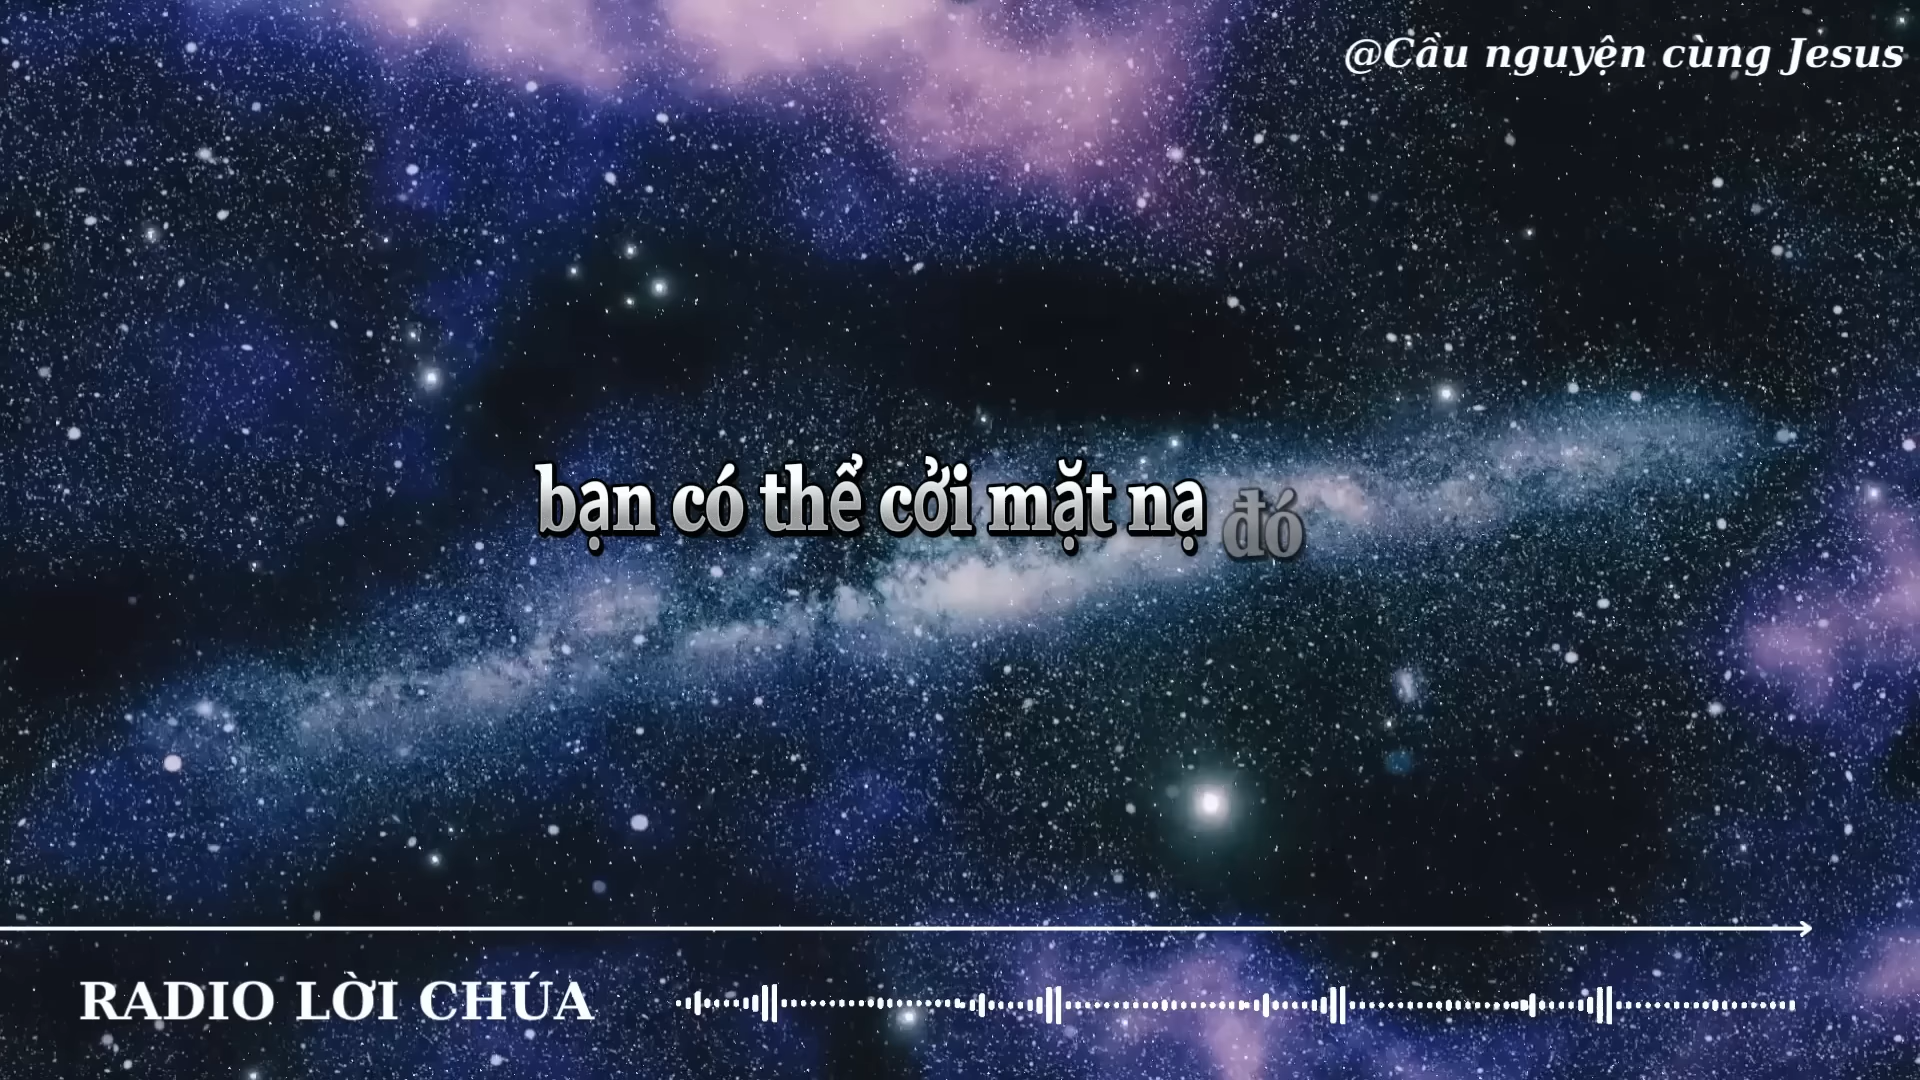 @Cầu nguyện cùng Jesus
bạn có thể cởi mặt nạ đó
RADIO LỜI CHÚA